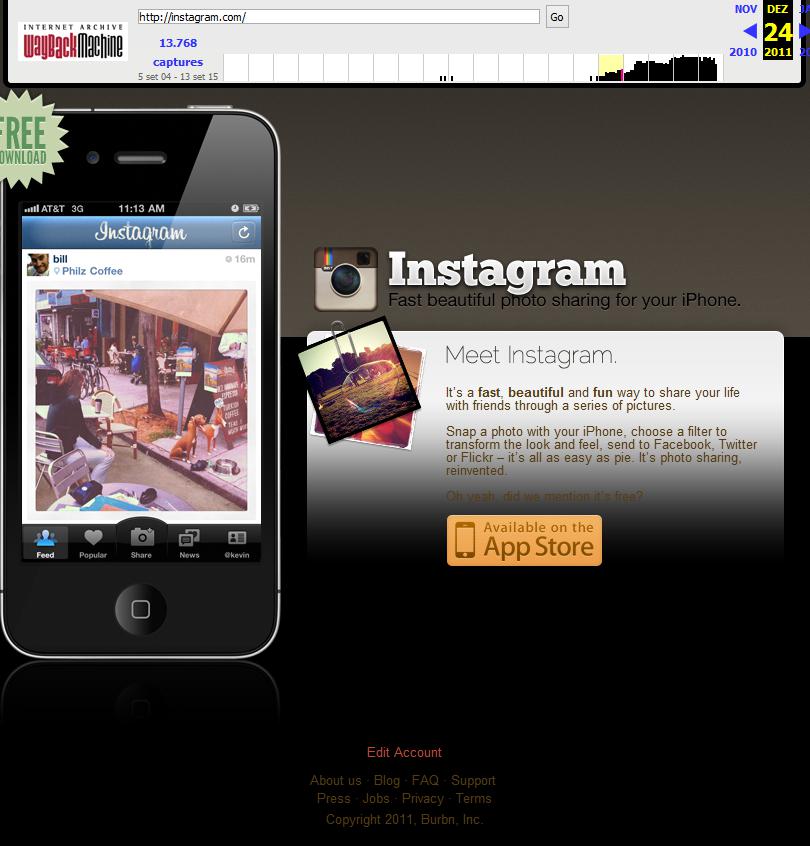 INTERNET ARCHIVE
WayBackMachine
http://instagram.com/
Go
13.768
captures
5 set 04 - 13 set 15
NOV
DEZ
24
2010
2011
FREE
DOWNLOAD
AT&T 3G 11:13 AM
Instagram
bill
16m
Philz Coffee
Feed Popular Share News @kevin
Instagram
Fast beautiful photo sharing for your iPhone.
Meet Instagram.
It's a fast, beautiful and fun way to share your life
with friends through a series of pictures.
Snap a photo with your iPhone, choose a filter to
transform the look and feel, send to Facebook, Twitter
or Flickr – it's all as easy as pie. It's photo sharing,
reinvented.
Oh yeah, did we mention it's free?
Available on the
App Store
Edit Account
About us · Blog · FAQ · Support
Press · Jobs · Privacy · Terms
Copyright 2011, Burbn, Inc.